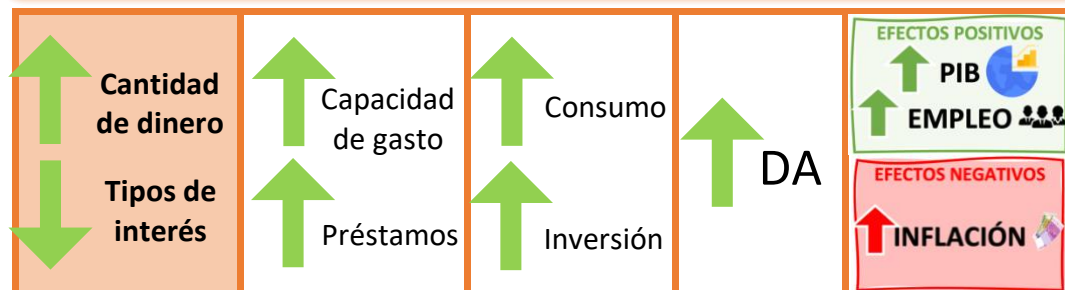 Cantidad
de dinero
Tipos de
interés
Capacidad
de gasto
Préstamos
Consumo
Inversión
DA
EFECTOS POSITIVOS
PIB
EMPLEO
EFECTOS NEGATIVOS
INFLACIÓN